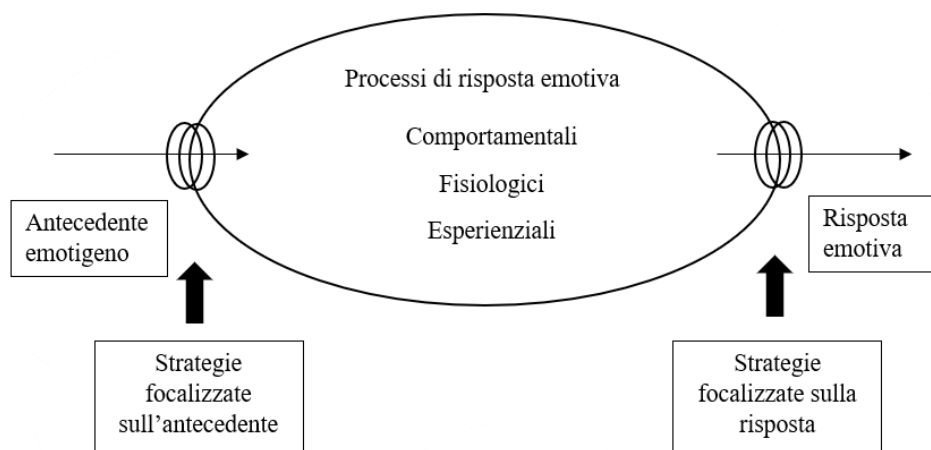 Processi di risposta emotiva
Comportamentali
Fisiologici
Esperienziali
Antecedente
emotigeno
Risposta
emotiva
Strategie
focalizzate
sull'antecedente
Strategie
focalizzate sulla
risposta